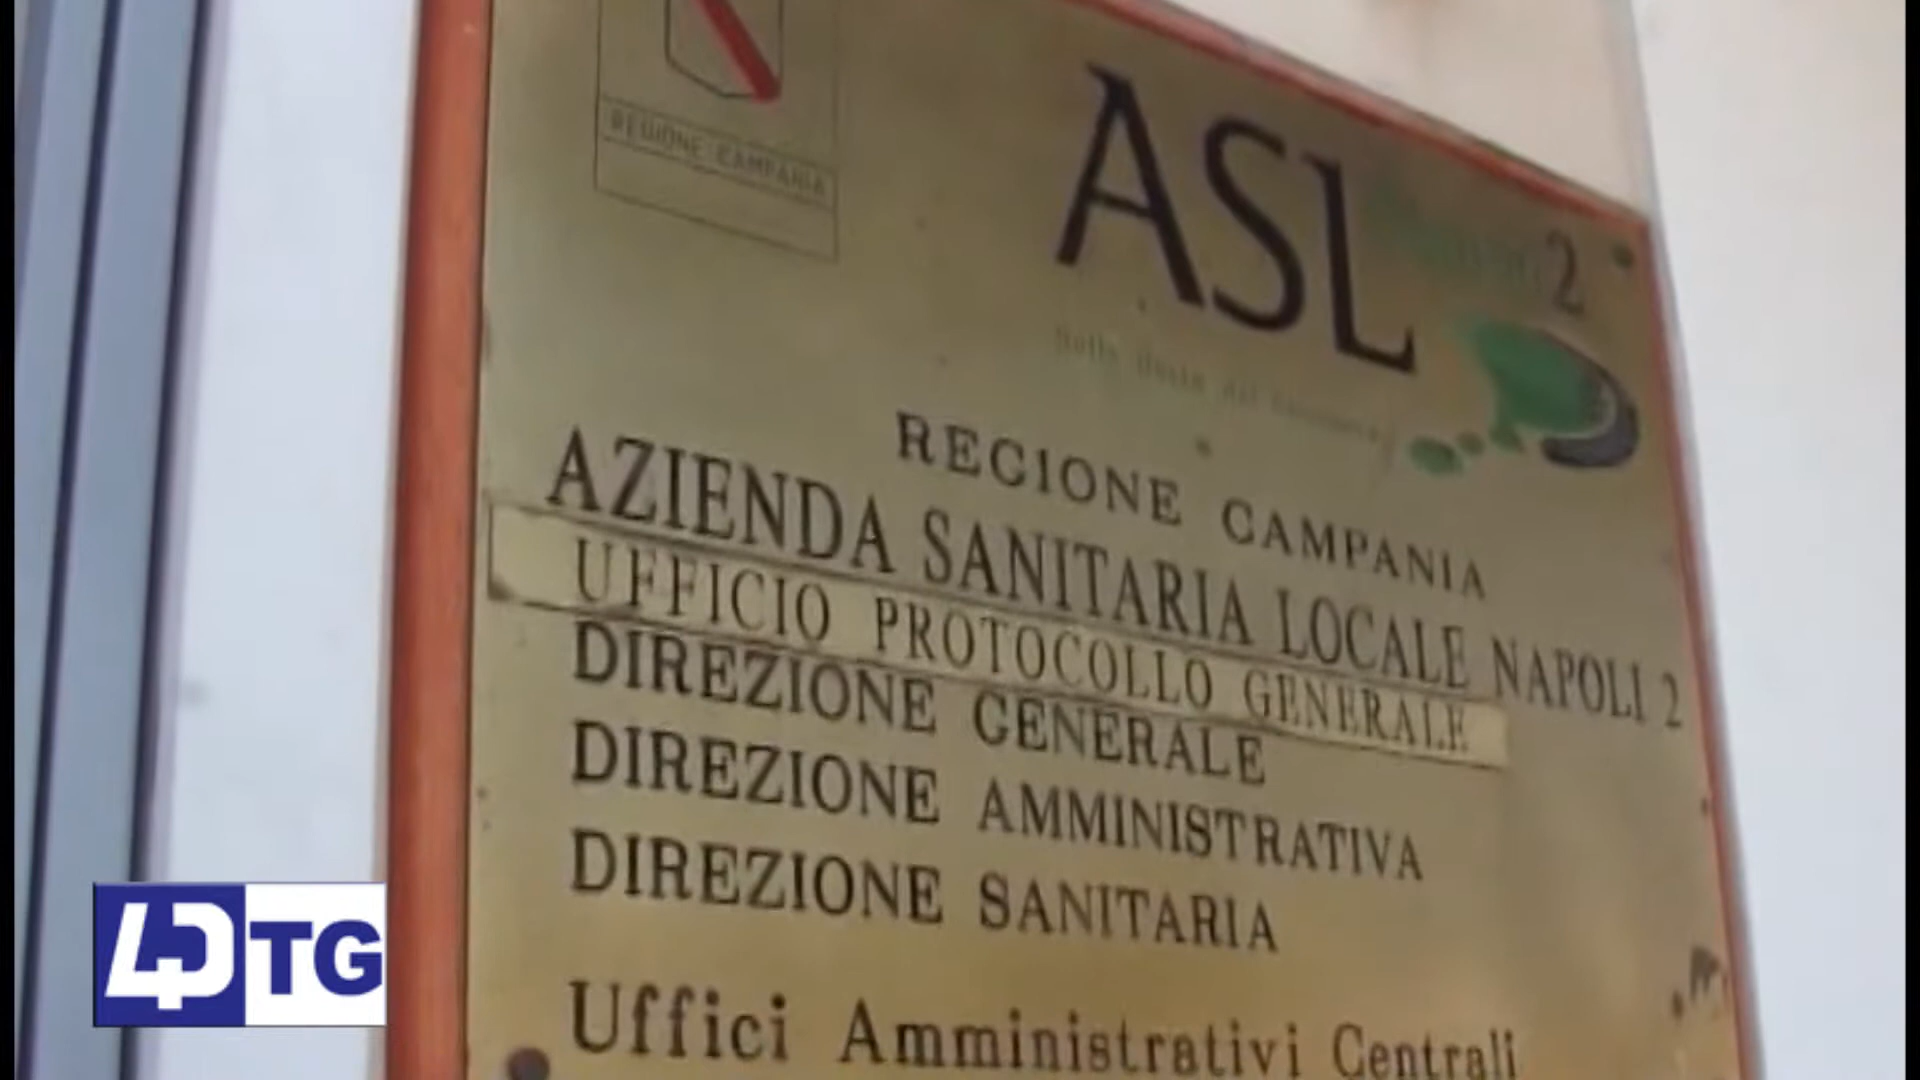 REGIONE CAMPANIA
ASL
2
REGIONE CAMPANIA
AZIENDA SANITARIA LOCALE NAPOLI 2
UFFICIO PROTOCOLLO GENERALE
DIREZIONE GENERALE
DIREZIONE AMMINISTRATIVA
DIREZIONE SANITARIA
Uffici Amministrativi Centrali
TG